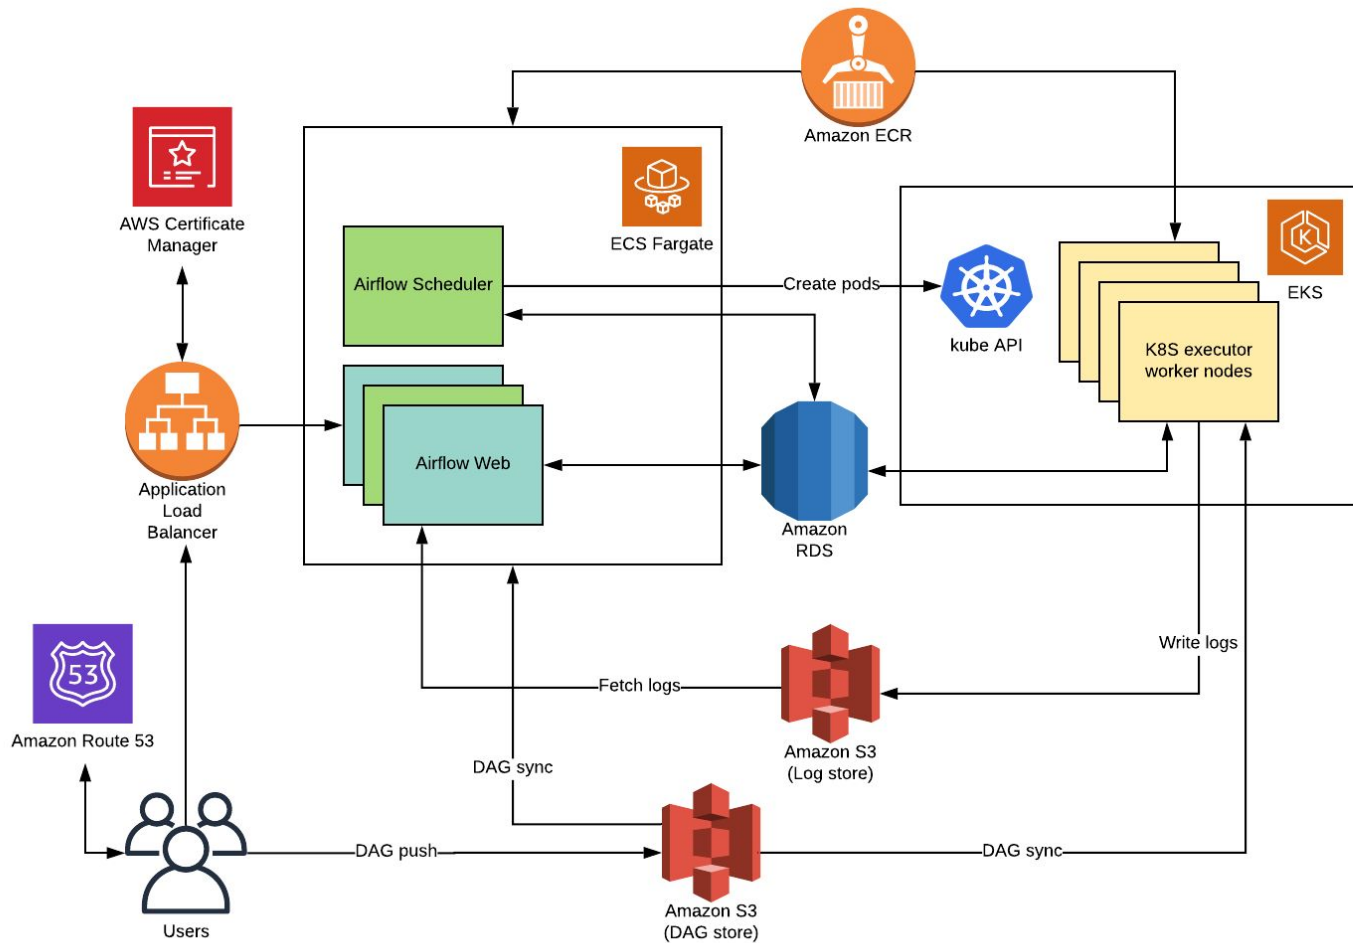 Amazon ECR
AWS Certificate
Manager
ECS Fargate
Airflow Scheduler
Create pods
kube API
K
EKS
K8S executor
worker nodes
Airflow Web
Application
Load
Balancer
Amazon
RDS
53
Amazon Route 53
Fetch logs
Write logs
Amazon S3
(Log store)
DAG sync
DAG push
DAG sync
Amazon S3
(DAG store)
Users